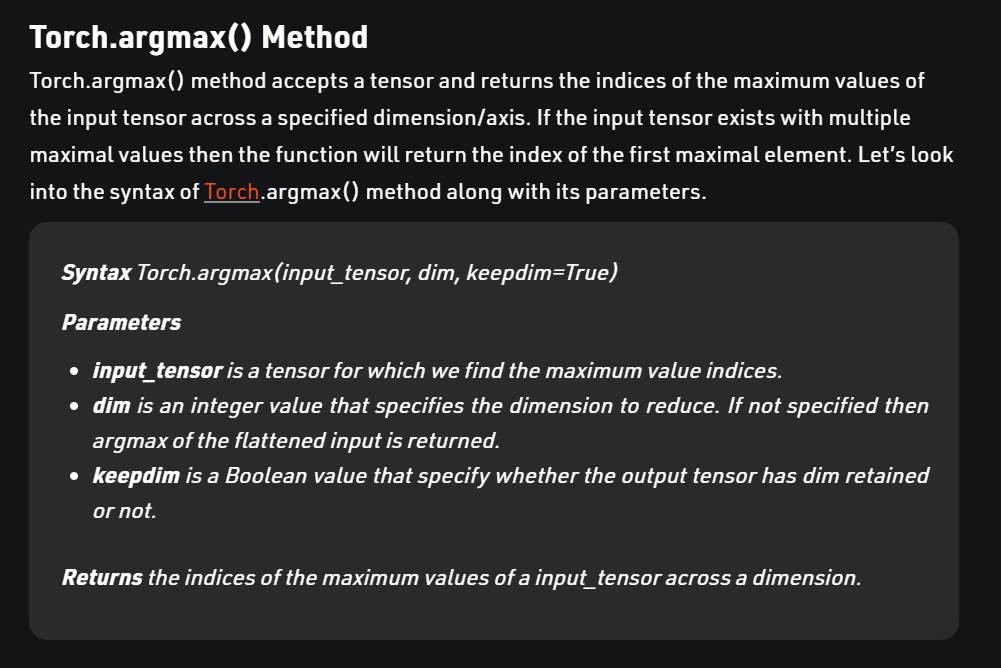 Torch.argmax() Method
Torch.argmax() method accepts a tensor and returns the indices of the maximum values of
the input tensor across a specified dimension/axis. If the input tensor exists with multiple
maximal values then the function will return the index of the first maximal element. Let’s look
into the syntax of Torch.argmax() method along with its parameters.
Syntax Torch.argmax(input_tensor, dim, keepdim=True)
Parameters
• input_tensor is a tensor for which we find the maximum value indices.
• dim is an integer value that specifies the dimension to reduce. If not specified then
argmax of the flattened input is returned.
• keepdim is a Boolean value that specify whether the output tensor has dim retained
or not.
Returns the indices of the maximum values of a input_tensor across a dimension.